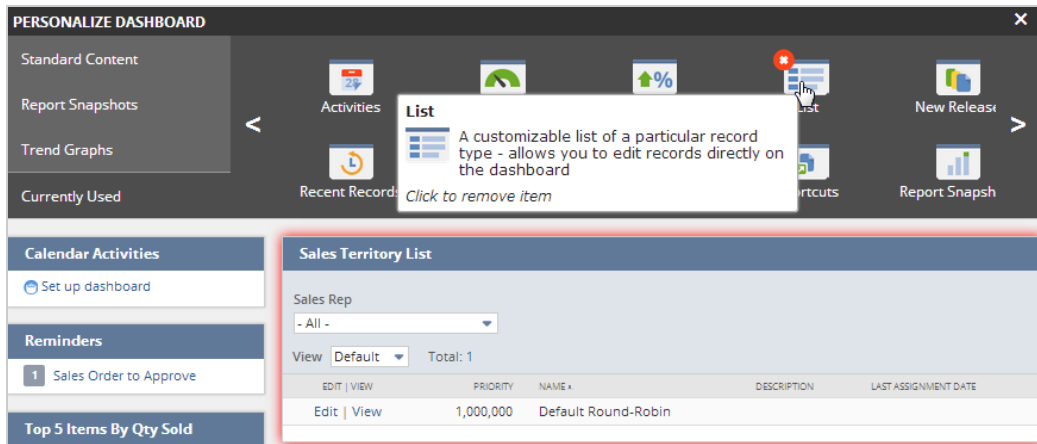 PERSONALIZE DASHBOARD
Standard Content
Report Snapshots
Trend Graphs
Currently Used
Activities
New Release
Recent Records
Report Snapsh
List
A customizable list of a particular record
type - allows you to edit records directly on
the dashboard
Click to remove item
Calendar Activities
Set up dashboard
Reminders
1 Sales Order to Approve
Top 5 Items By Qty Sold
Sales Territory List
Sales Rep
- All -
View Default Total: 1
EDIT | VIEW PRIORITY NAME DESCRIPTION LAST ASSIGNMENT DATE
Edit | View 1,000,000 Default Round-Robin